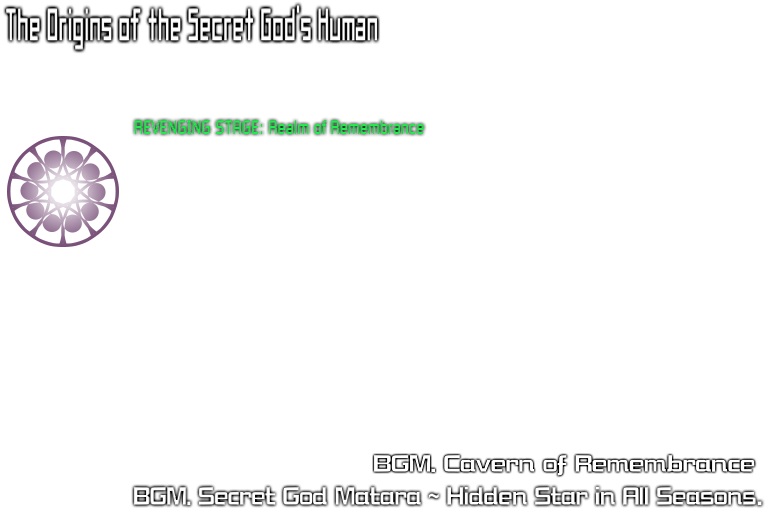 The Origins of the Secret God's Human
REVENGING STAGE: Realm of Remembrance
BGM. Cavern of Remembrance
BGM. Secret God Matara ~ Hidden Star in All Seasons.